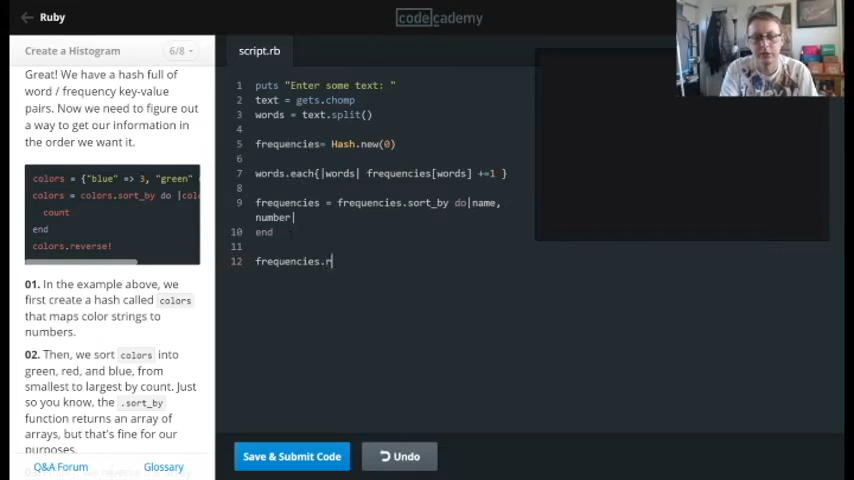 Ruby
codecademy
Create a Histogram 6/8
script.rb
Great! We have a hash full of
word / frequency key-value
pairs. Now we need to figure out
a way to get our information in
the order we want it.
colors = {"blue" => 3, "green"
colors = colors.sort_by do |col
count
end
colors.reverse!
01. In the example above, we
first create a hash called colors
that maps color strings to
numbers.
02. Then, we sort colors into
green, red, and blue, from
smallest to largest by count. Just
so you know, the .sort_by
function returns an array of
arrays, but that's fine for our
purposes.
Q&A Forum Glossary
1 puts "Enter some text: "
2 text = gets.chomp
3 words = text.split()
4
5 frequencies= Hash.new(0)
6
7 words.each{|words| frequencies[words] +=1 }
8
9 frequencies = frequencies.sort_by do|name,
number|
10 end
11
12 frequencies.r
Save & Submit Code Undo